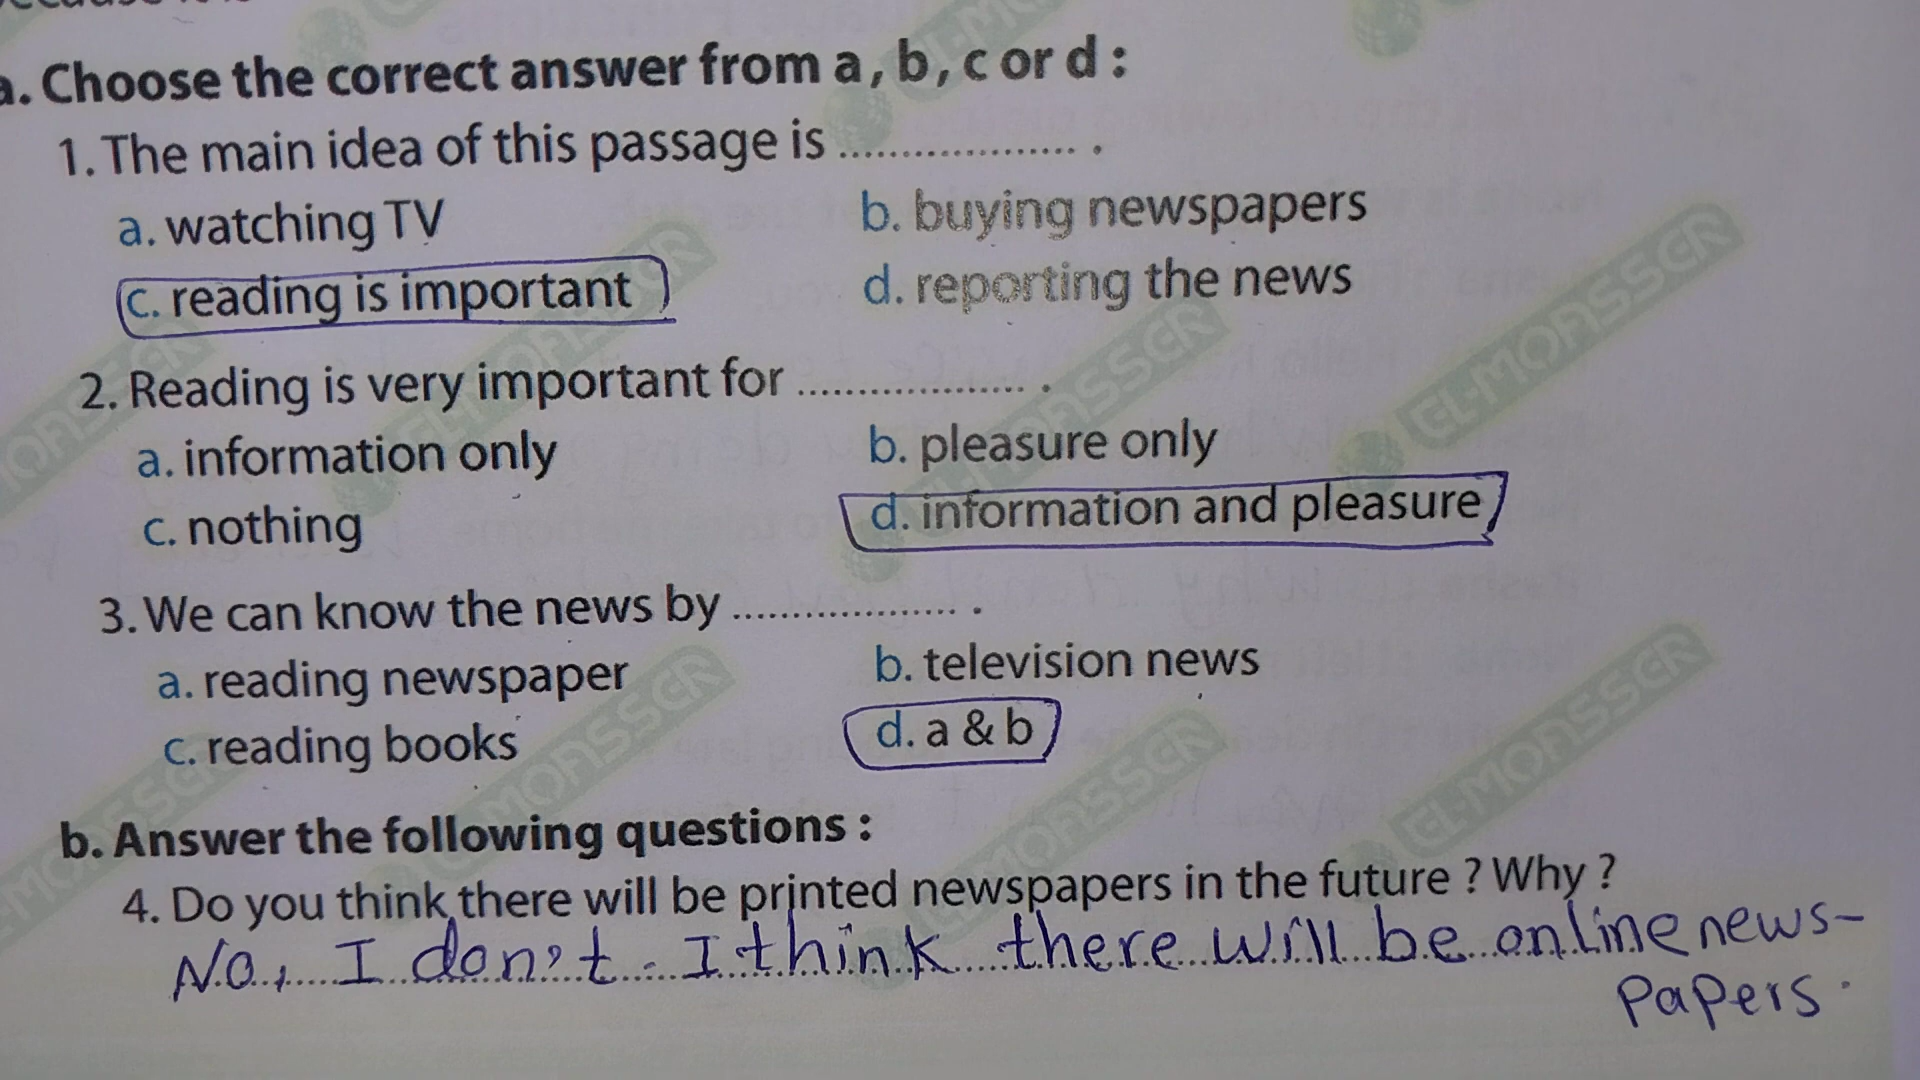 a. Choose the correct answer from a , b , c or d :
1. The main idea of this passage is .................... .
a. watching TV b. buying newspapers
c. reading is important d. reporting the news
2. Reading is very important for ................... .
a. information only b. pleasure only
c. nothing d. information and pleasure
3. We can know the news by ................... .
a. reading newspaper b. television news
c. reading books d. a & b
b. Answer the following questions :
4. Do you think there will be printed newspapers in the future ? Why ?
No, I don't. I think there will be online news-
papers.